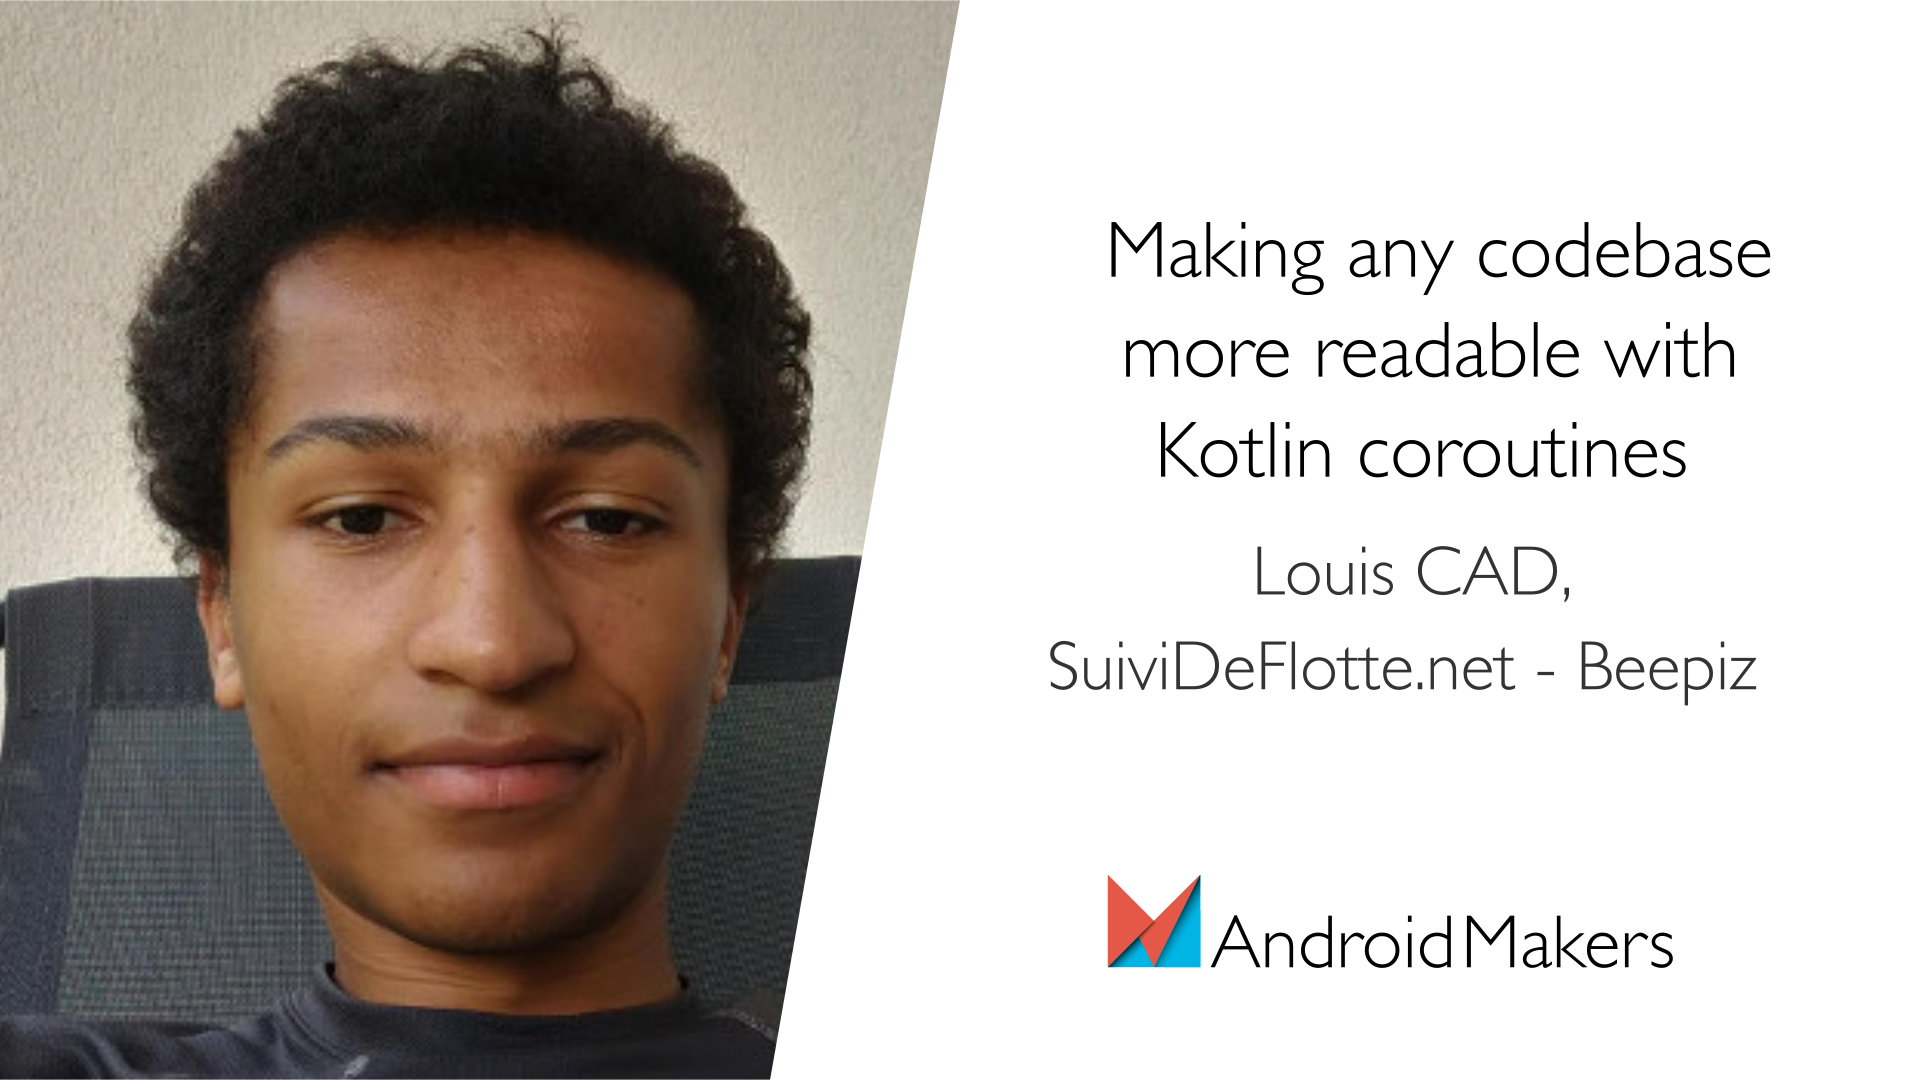 Making any codebase
more readable with
Kotlin coroutines
Louis CAD,
SuiviDeFlotte.net - Beepiz
AndroidMakers